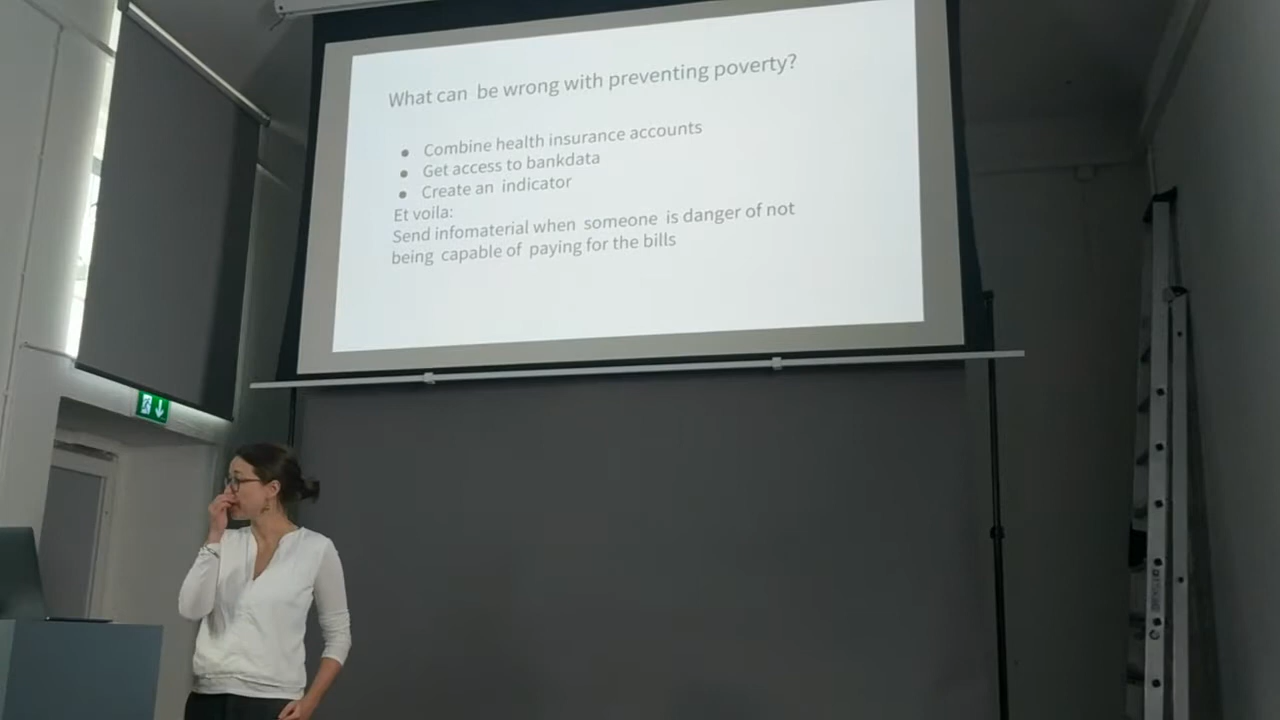 What can be wrong with preventing poverty?
● Combine health insurance accounts
● Get access to bankdata
● Create an indicator
Et voila:
Send infomaterial when someone is danger of not
being capable of paying for the bills